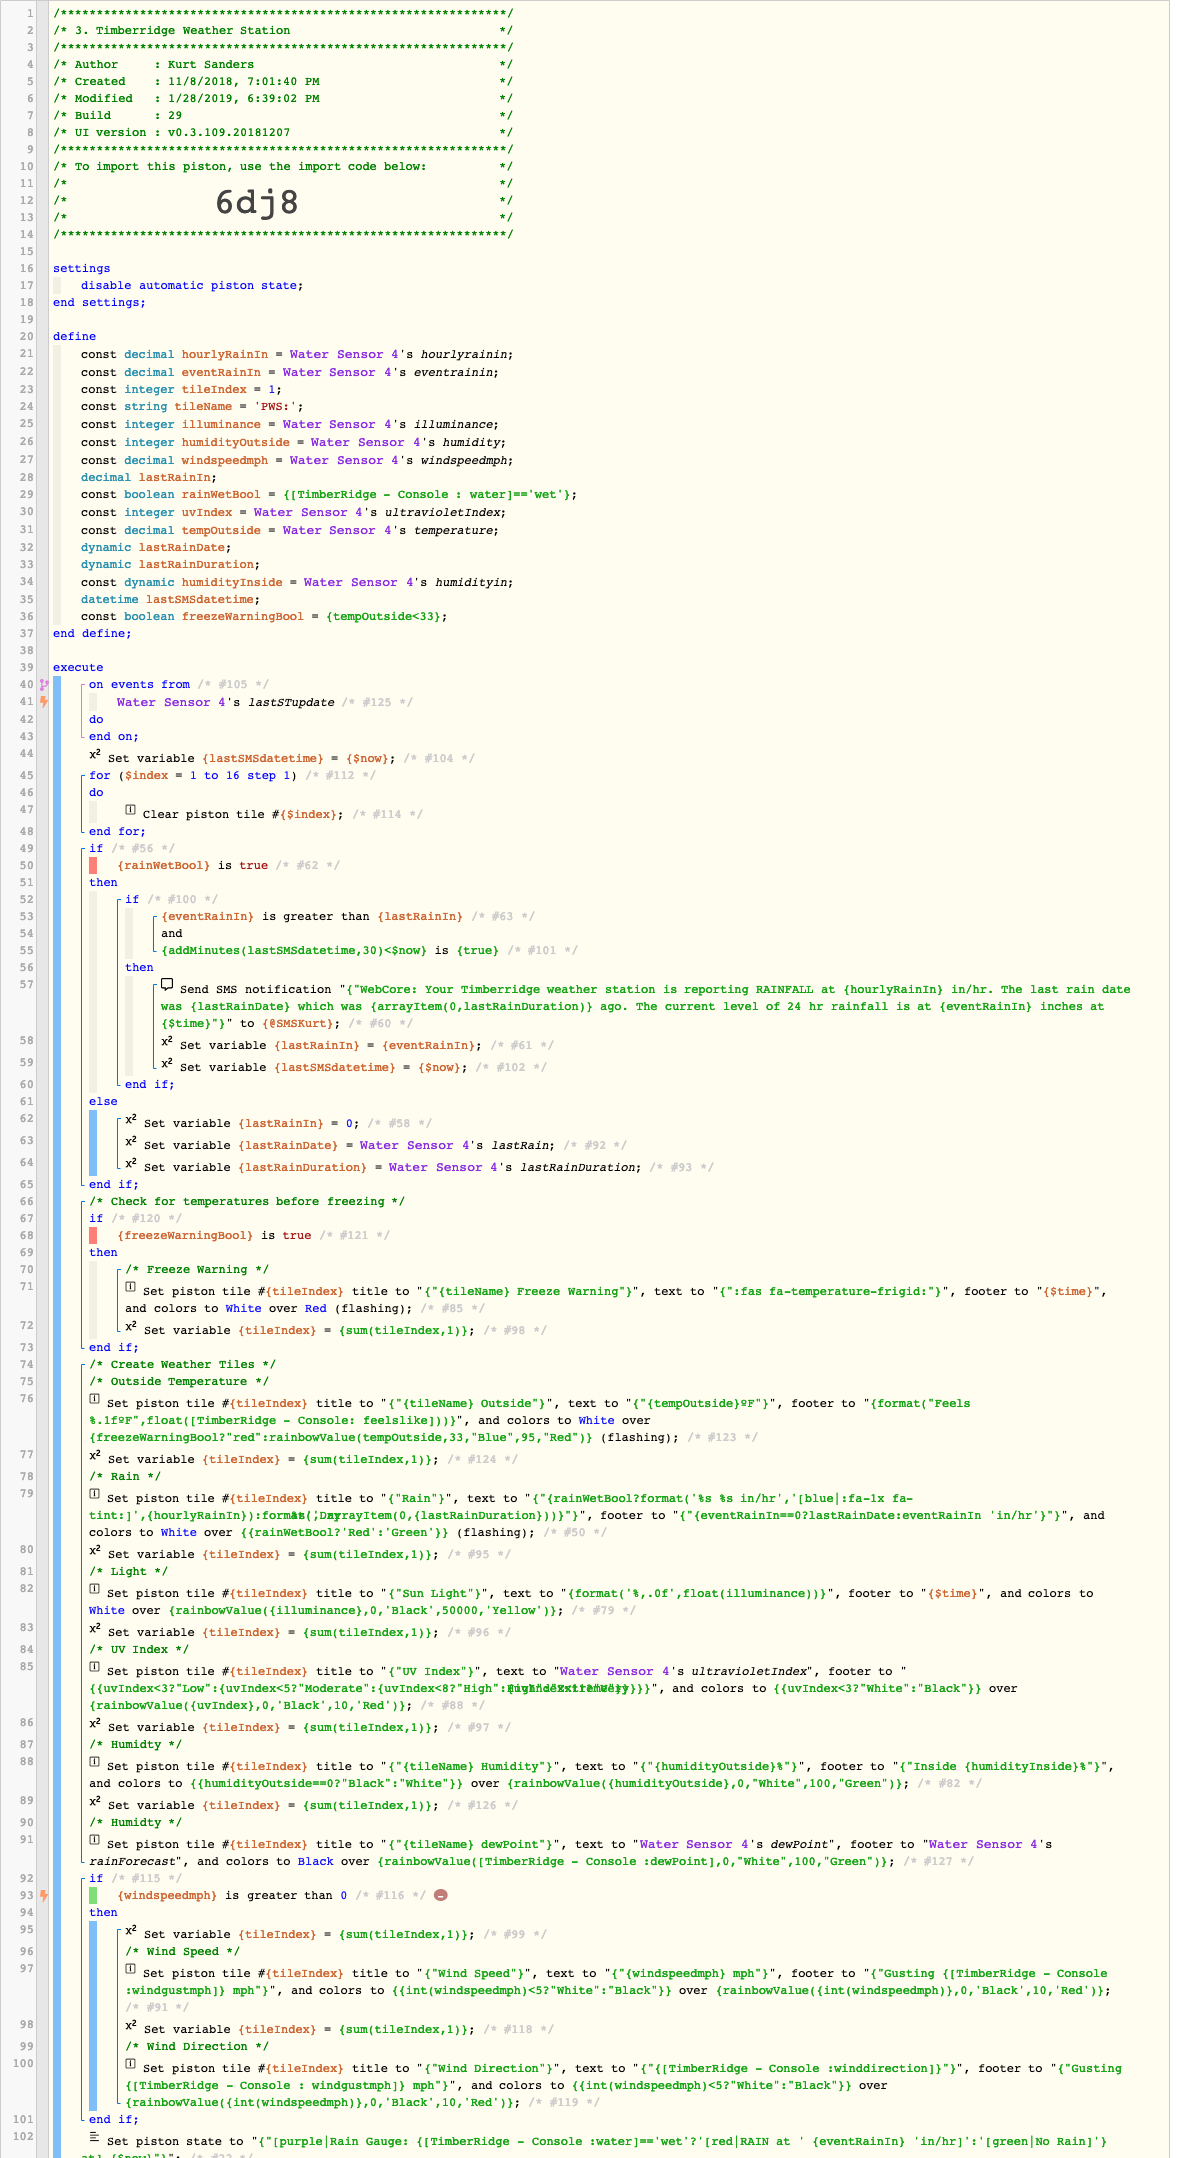 1 /**************************************************************/
2 /* 3. Timberridge Weather Station */
3 /**************************************************************/
4 /* Author : Kurt Sanders */
5 /* Created : 11/8/2018, 7:01:40 PM */
6 /* Modified : 1/28/2019, 6:39:02 PM */
7 /* Build : 29 */
8 /* UI version : v0.3.109.20181207 */
9 /**************************************************************/
10 /* To import this piston, use the import code below: */
11 /* */
12 /* 6dj8 */
13 /* */
14 /**************************************************************/
15
16 settings
17 disable automatic piston state;
18 end settings;
19
20 define
21 const decimal hourlyRainIn = Water Sensor 4's hourlyrainin;
22 const decimal eventRainIn = Water Sensor 4's eventrainin;
23 const integer tileIndex = 1;
24 const string tileName = 'PWS:';
25 const integer illuminance = Water Sensor 4's illuminance;
26 const integer humidityOutside = Water Sensor 4's humidity;
27 const decimal windspeedmph = Water Sensor 4's windspeedmph;
28 decimal lastRainIn;
29 const boolean rainWetBool = {[TimberRidge - Console : water]=='wet'};
30 const integer uvIndex = Water Sensor 4's ultravioletIndex;
31 const decimal tempOutside = Water Sensor 4's temperature;
32 dynamic lastRainDate;
33 dynamic lastRainDuration;
34 const dynamic humidityInside = Water Sensor 4's humidityin;
35 datetime lastSMSdatetime;
36 const boolean freezeWarningBool = {tempOutside<33};
37 end define;
38
39 execute
40 on events from /* #105 */
41 Water Sensor 4's lastSTupdate /* #125 */
42 do
43 end on;
44 x² Set variable {lastSMSdatetime} = {$now}; /* #104 */
45 for ($index = 1 to 16 step 1) /* #112 */
46 do
47 Clear piston tile #{$index}; /* #114 */
48 end for;
49 if /* #56 */
50 {rainWetBool} is true /* #62 */
51 then
52 if /* #100 */
53 {eventRainIn} is greater than {lastRainIn} /* #63 */
54 and
55 {addMinutes(lastSMSdatetime,30)<$now} is {true} /* #101 */
56 then
57 Send SMS notification "{"WebCore: Your Timberridge weather station is reporting RAINFALL at {hourlyRainIn} in/hr. The last rain date
was {lastRainDate} which was {arrayItem(0,lastRainDuration)} ago. The current level of 24 hr rainfall is at {eventRainIn} inches at
{$time}"}" to {@SMSKurt}; /* #60 */
58 x² Set variable {lastRainIn} = {eventRainIn}; /* #61 */
59 x² Set variable {lastSMSdatetime} = {$now}; /* #102 */
60 end if;
61 else
62 x² Set variable {lastRainIn} = 0; /* #58 */
63 x² Set variable {lastRainDate} = Water Sensor 4's lastRain; /* #92 */
64 x² Set variable {lastRainDuration} = Water Sensor 4's lastRainDuration; /* #93 */
65 end if;
66 /* Check for temperatures before freezing */
67 if /* #120 */
68 {freezeWarningBool} is true /* #121 */
69 then
70 /* Freeze Warning */
71 Set piston tile #{tileIndex} title to "{"{tileName} Freeze Warning"}", text to "{":fas fa-temperature-frigid:"}", footer to "{$time}",
and colors to White over Red (flashing); /* #85 */
72 x² Set variable {tileIndex} = {sum(tileIndex,1)}; /* #98 */
73 end if;
74 /* Create Weather Tiles */
75 /* Outside Temperature */
76 Set piston tile #{tileIndex} title to "{"{tileName} Outside"}", text to "{"{tempOutside}ºF"}", footer to "{format("Feels
%.1fºF",float([TimberRidge - Console: feelslike]))}", and colors to White over
{freezeWarningBool?"red":rainbowValue(tempOutside,33,"Blue",95,"Red")} (flashing); /* #123 */
77 x² Set variable {tileIndex} = {sum(tileIndex,1)}; /* #124 */
78 /* Rain */
79 Set piston tile #{tileIndex} title to "{"Rain"}", text to "{"{rainWetBool?format('%s %s in/hr','[blue|:fa-1x fa-
tint:]',{hourlyRainIn}):format( arrayItem(0,{lastRainDuration}))}"}", footer to "{"{eventRainIn==0?lastRainDate:eventRainIn 'in/hr'}"}", and
colors to White over {{rainWetBool?'Red':'Green'}} (flashing); /* #50 */
80 x² Set variable {tileIndex} = {sum(tileIndex,1)}; /* #95 */
81 /* Light */
82 Set piston tile #{tileIndex} title to "{"Sun Light"}", text to "{format('%,.0f',float(illuminance))}", footer to "{$time}", and colors to
White over {rainbowValue({illuminance},0,'Black',50000,'Yellow')}; /* #79 */
83 x² Set variable {tileIndex} = {sum(tileIndex,1)}; /* #96 */
84 /* UV Index */
85 Set piston tile #{tileIndex} title to "{"UV Index"}", text to "Water Sensor 4's ultravioletIndex", footer to "
{{uvIndex<3?"Low":{uvIndex<5?"Moderate":{uvIndex<8?"High": }}}}", and colors to {{uvIndex<3?"White":"Black"}} over
{rainbowValue({uvIndex},0,'Black',10,'Red')}; /* #88 */
86 x² Set variable {tileIndex} = {sum(tileIndex,1)}; /* #97 */
87 /* Humidty */
88 Set piston tile #{tileIndex} title to "{"{tileName} Humidity"}", text to "{"{humidityOutside}%"}", footer to "{"Inside {humidityInside}%"}",
and colors to {{humidityOutside==0?"Black":"White"}} over {rainbowValue({humidityOutside},0,"White",100,"Green")}; /* #82 */
89 x² Set variable {tileIndex} = {sum(tileIndex,1)}; /* #126 */
90 /* Humidty */
91 Set piston tile #{tileIndex} title to "{"{tileName} dewPoint"}", text to "Water Sensor 4's dewPoint", footer to "Water Sensor 4's
rainForecast", and colors to Black over {rainbowValue([TimberRidge - Console :dewPoint],0,"White",100,"Green")}; /* #127 */
92 if /* #115 */
93 {windspeedmph} is greater than 0 /* #116 */
94 then
95 x² Set variable {tileIndex} = {sum(tileIndex,1)}; /* #99 */
96 /* Wind Speed */
97 Set piston tile #{tileIndex} title to "{"Wind Speed"}", text to "{"{windspeedmph} mph"}", footer to "{"Gusting {[TimberRidge - Console
:windgustmph]} mph"}", and colors to {{int(windspeedmph)<5?"White":"Black"}} over {rainbowValue({int(windspeedmph)},0,'Black',10,'Red')};
/* #91 */
98 x² Set variable {tileIndex} = {sum(tileIndex,1)}; /* #118 */
99 /* Wind Direction */
100 Set piston tile #{tileIndex} title to "{"Wind Direction"}", text to "{"{[TimberRidge - Console :winddirection]}"}", footer to "{"Gusting
{[TimberRidge - Console : windgustmph]} mph"}", and colors to {{int(windspeedmph)<5?"White":"Black"}} over
{rainbowValue({int(windspeedmph)},0,'Black',10,'Red')}; /* #119 */
101 end if;
102 Set piston state to "{"[purple|Rain Gauge: {[TimberRidge - Console :water]=='wet'?'[red|RAIN at ' {eventRainIn} 'in/hr]':'[green|No Rain]'}